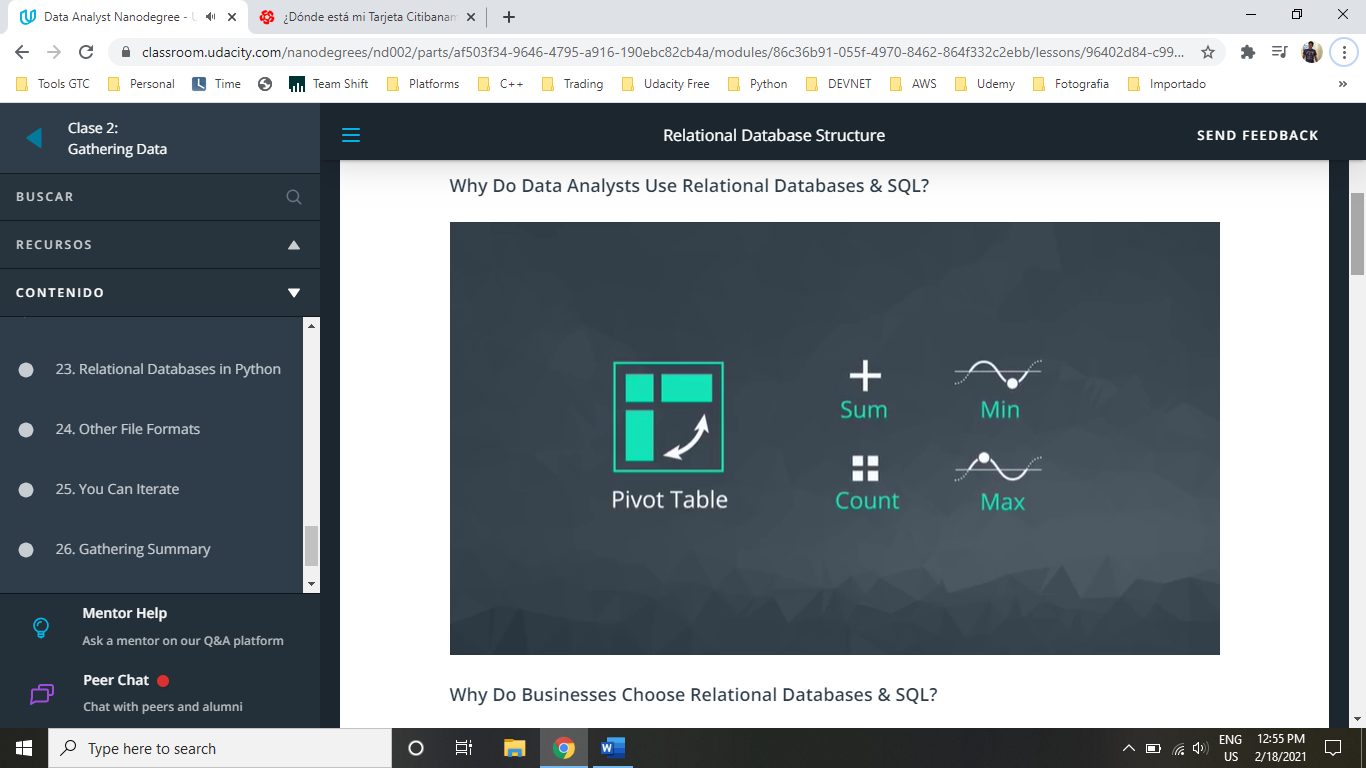 Data Analyst Nanodegree - U
¿Dónde está mi Tarjeta Citibanam
classroom.udacity.com/nanodegrees/nd002/parts/af503f34-9646-4795-a916-190ebc82cb4a/modules/86c36b91-055f-4970-8462-864f332c2ebb/lessons/96402d84-c99...
Tools GTC Personal Time Team Shift Platforms C++ Trading Udacity Free Python DEVNET AWS Udemy Fotografia Importado »
Clase 2:
Gathering Data
Relational Database Structure
SEND FEEDBACK
BUSCAR
RECURSOS
CONTENIDO
23. Relational Databases in Python
24. Other File Formats
25. You Can Iterate
26. Gathering Summary
Mentor Help
Ask a mentor on our Q&A platform
Peer Chat
Chat with peers and alumni
Why Do Data Analysts Use Relational Databases & SQL?
Pivot Table
Sum
Min
Count
Max
Why Do Businesses Choose Relational Databases & SQL?
Type here to search
ENG
US
12:55 PM
2/18/2021